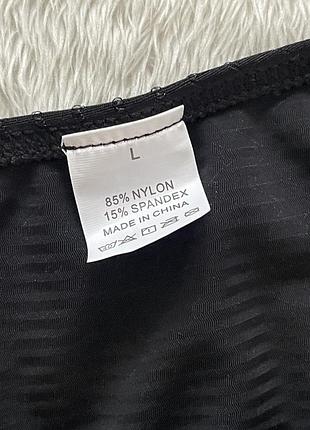 L
85% NYLON
15% SPANDEX
MADE IN CHINA